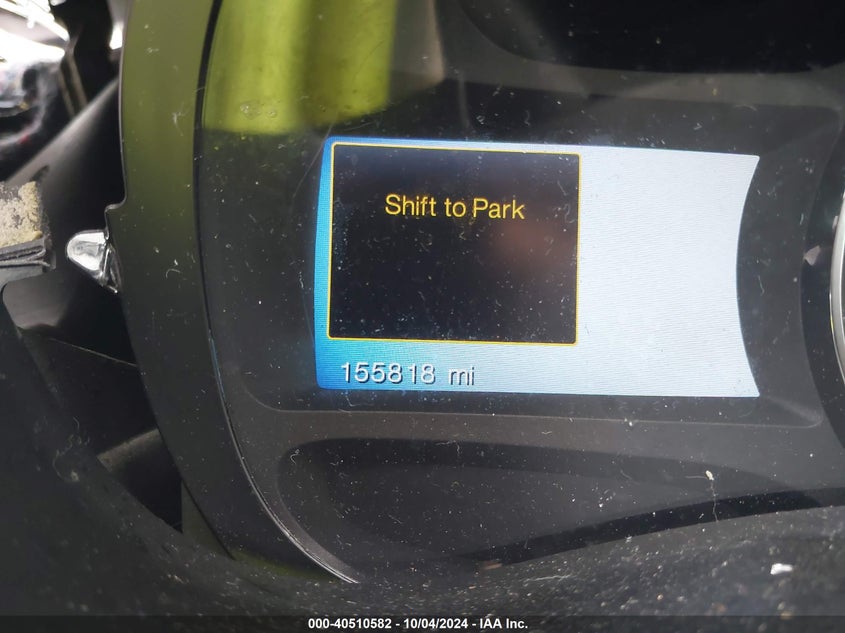 Shift to Park
155818 mi
000-40510582 - 10/04/2024 - IAA Inc.